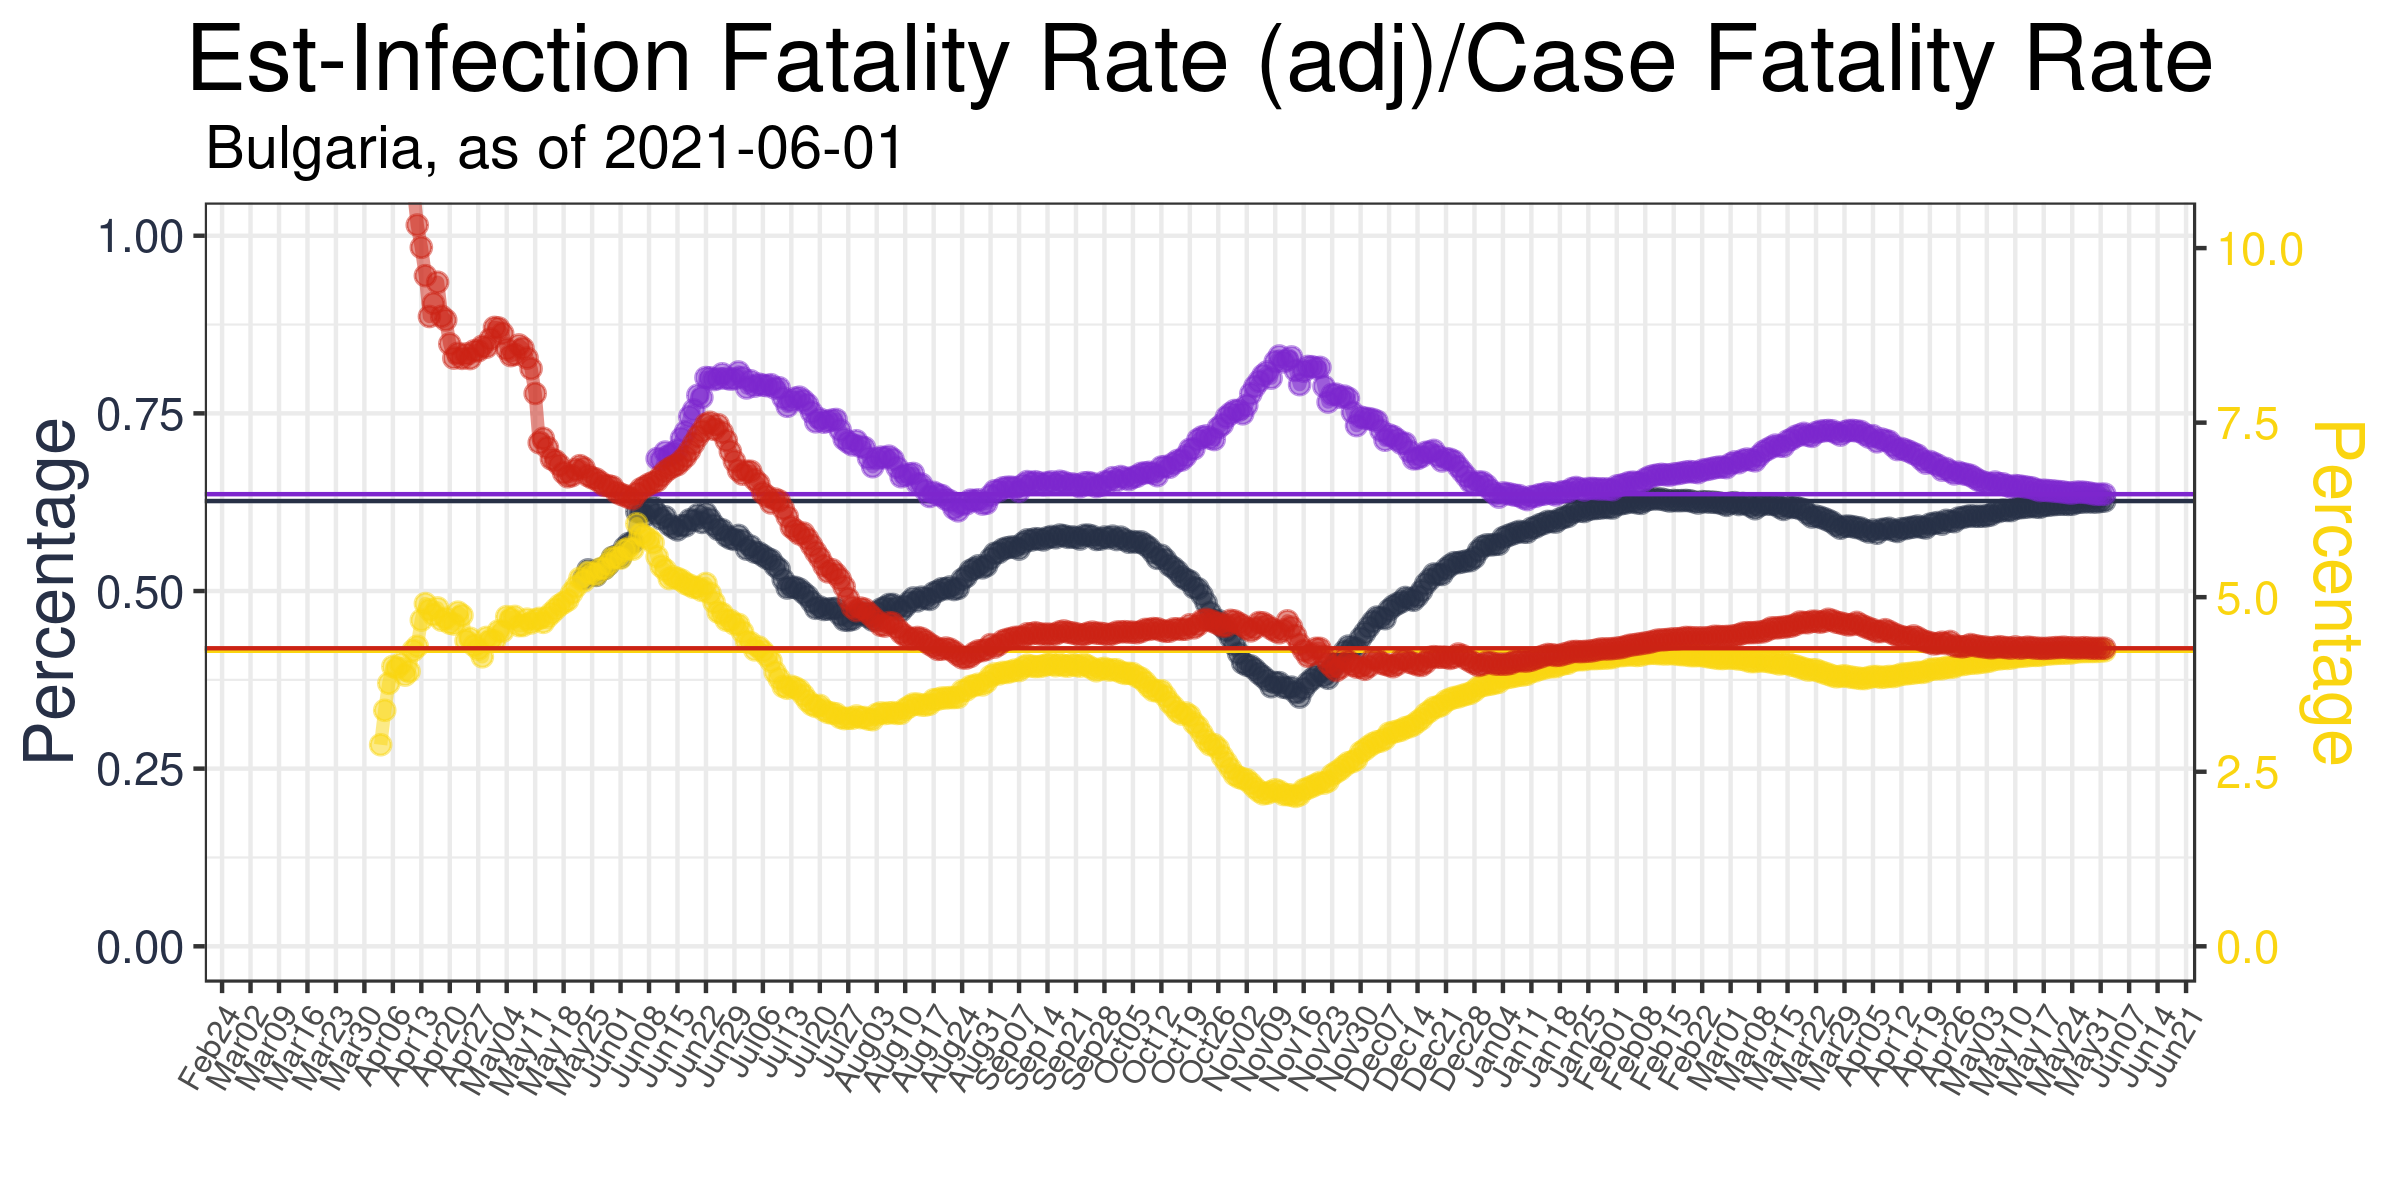 Est-Infection Fatality Rate (adj)/Case Fatality Rate
Bulgaria, as of 2021-06-01
Percentage
1.00
0.75
0.50
0.25
0.00
10.0
7.5
5.0
2.5
0.0
Percentage
Feb24
Mar02
Mar09
Mar16
Mar23
Mar30
Apr06
Apr13
Apr20
Apr27
May04
May11
May18
May25
Jun01
Jun08
Jun15
Jun22
Jun29
Jul06
Jul13
Jul20
Jul27
Aug03
Aug10
Aug17
Aug24
Aug31
Sep07
Sep14
Sep21
Sep28
Oct05
Oct12
Oct19
Oct26
Nov02
Nov09
Nov16
Nov23
Nov30
Dec07
Dec14
Dec21
Dec28
Jan04
Jan11
Jan18
Jan25
Feb01
Feb08
Feb15
Feb22
Mar01
Mar08
Mar15
Mar22
Mar29
Apr05
Apr12
Apr19
Apr26
May03
May10
May17
May24
May31
Jun07
Jun14
Jun21